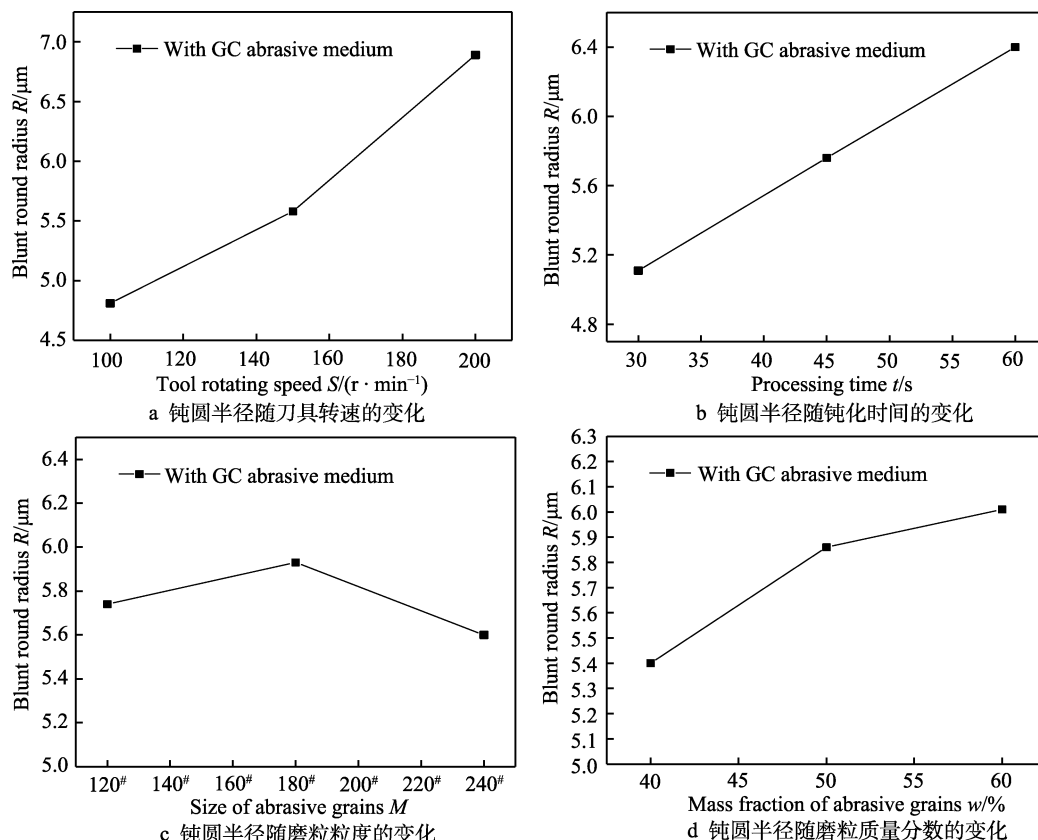 7.0
6.5
6.0
5.5
5.0
4.5
Blunt round radius R/μm
With GC abrasive medium
100 120 140 160 180 200
Tool rotating speed S/(r · min⁻¹)
a 钝圆半径随刀具转速的变化
6.4
6.0
5.6
5.2
4.8
Blunt round radius R/μm
With GC abrasive medium
30 35 40 45 50 55 60
Processing time t/s
b 钝圆半径随钝化时间的变化
6.4
6.2
6.0
5.8
5.6
5.4
5.2
5.0
Blunt round radius R/μm
With GC abrasive medium
120# 140# 160# 180# 200# 220# 240#
Size of abrasive grains M
c 钝圆半径随磨粒粒度的变化
6.3
6.2
6.1
6.0
5.9
5.8
5.7
5.6
5.5
5.4
5.3
5.2
5.1
5.0
Blunt round radius R/μm
With GC abrasive medium
40 45 50 55 60
Mass fraction of abrasive grains w/%
d 钝圆半径随磨粒质量分数的变化